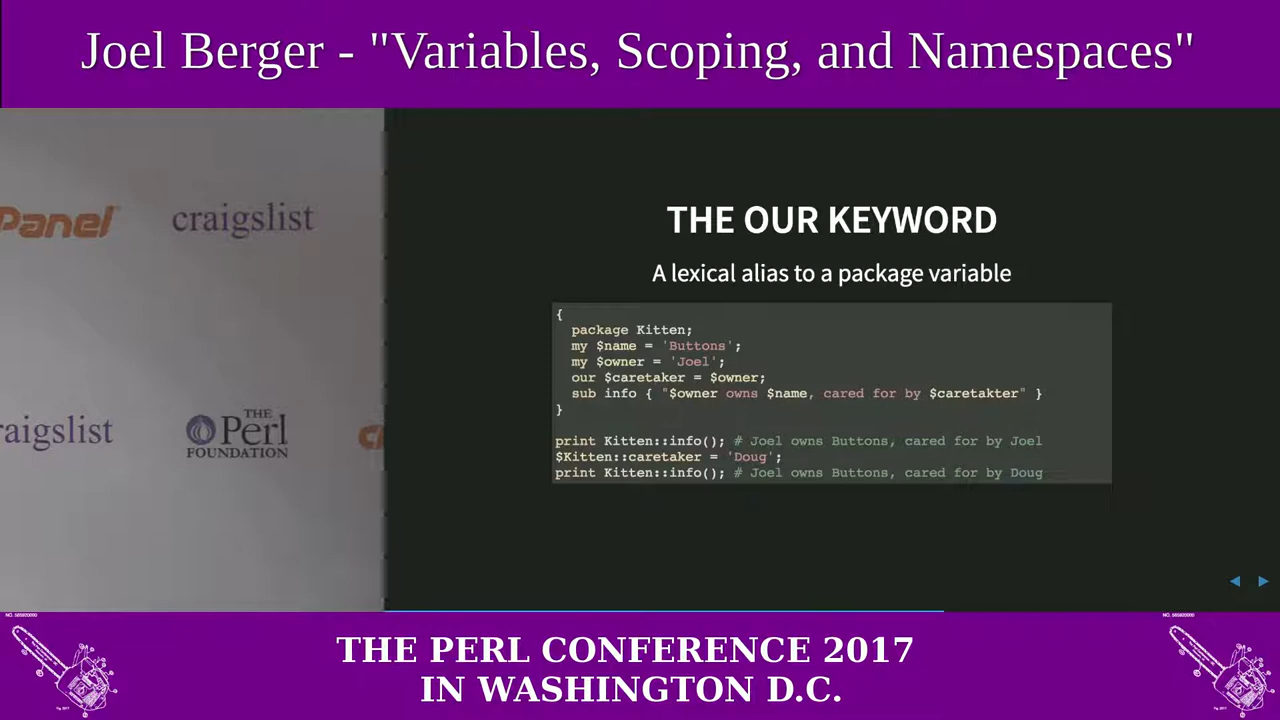 Joel Berger - "Variables, Scoping, and Namespaces"
Panel
craigslist
raigslist
THE
Perl
FOUNDATION
THE OUR KEYWORD
A lexical alias to a package variable
{
package Kitten;
my $name = 'Buttons';
my $owner = 'Joel';
our $caretaker = $owner;
sub info { "$owner owns $name, cared for by $caretakter" }
}
print Kitten::info(); # Joel owns Buttons, cared for by Joel
$Kitten::caretaker = 'Doug';
print Kitten::info(); # Joel owns Buttons, cared for by Doug
THE PERL CONFERENCE 2017
IN WASHINGTON D.C.